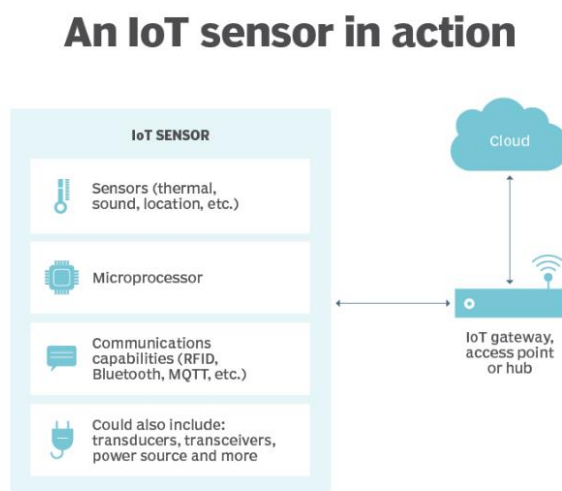 An IoT sensor in action
IoT SENSOR
Sensors (thermal,
sound, location, etc.)
Microprocessor
Communications
capabilities (RFID,
Bluetooth, MQTT, etc.)
Could also include:
transducers, transceivers,
power source and more
Cloud
IoT gateway,
access point
or hub